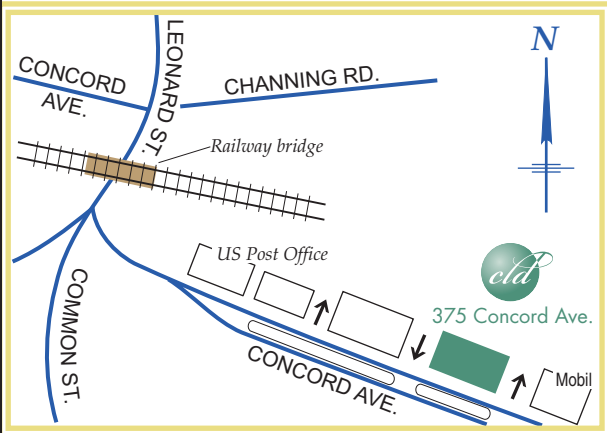 N
LEONARD ST.
CONCORD
AVE.
CHANNING RD.
Railway bridge
US Post Office
cld
375 Concord Ave.
COMMON ST.
CONCORD AVE.
Mobil